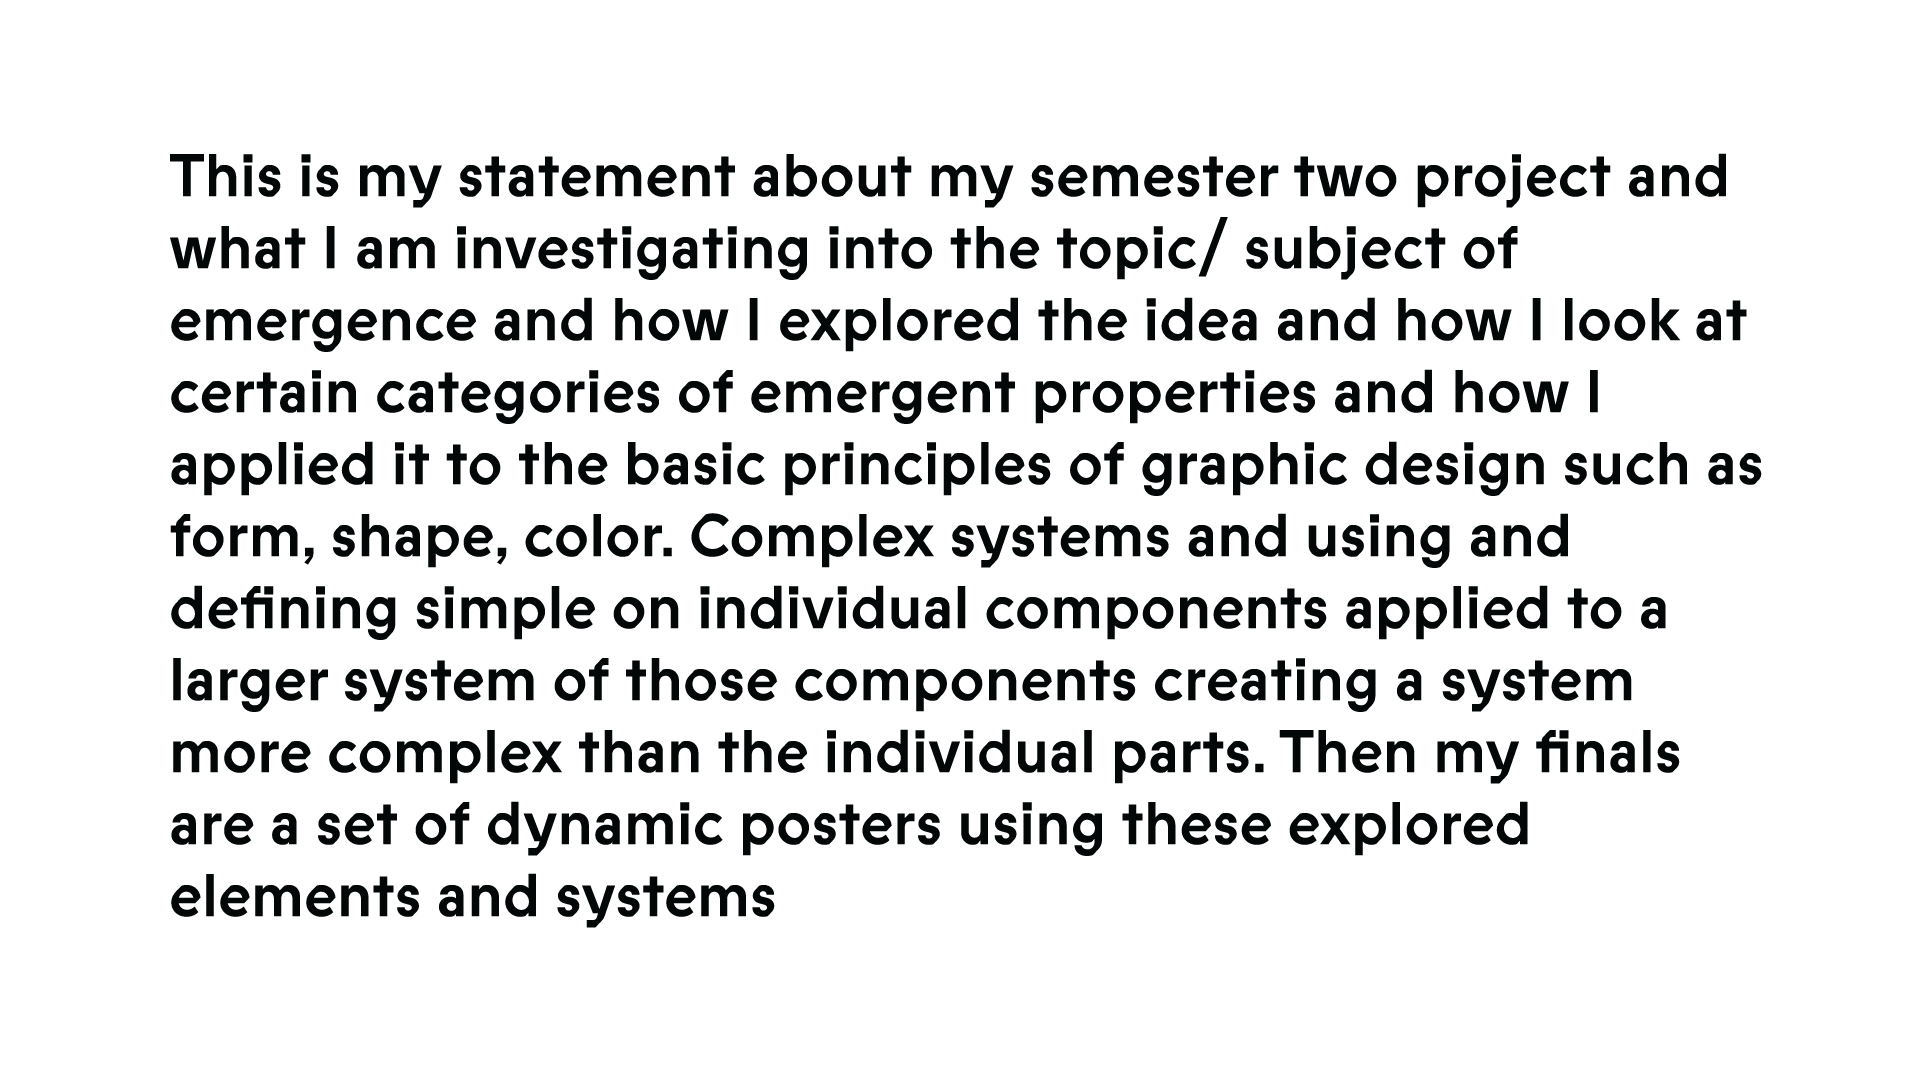 This is my statement about my semester two project and
what I am investigating into the topic/ subject of
emergence and how I explored the idea and how I look at
certain categories of emergent properties and how I
applied it to the basic principles of graphic design such as
form, shape, color. Complex systems and using and
defining simple on individual components applied to a
larger system of those components creating a system
more complex than the individual parts. Then my finals
are a set of dynamic posters using these explored
elements and systems